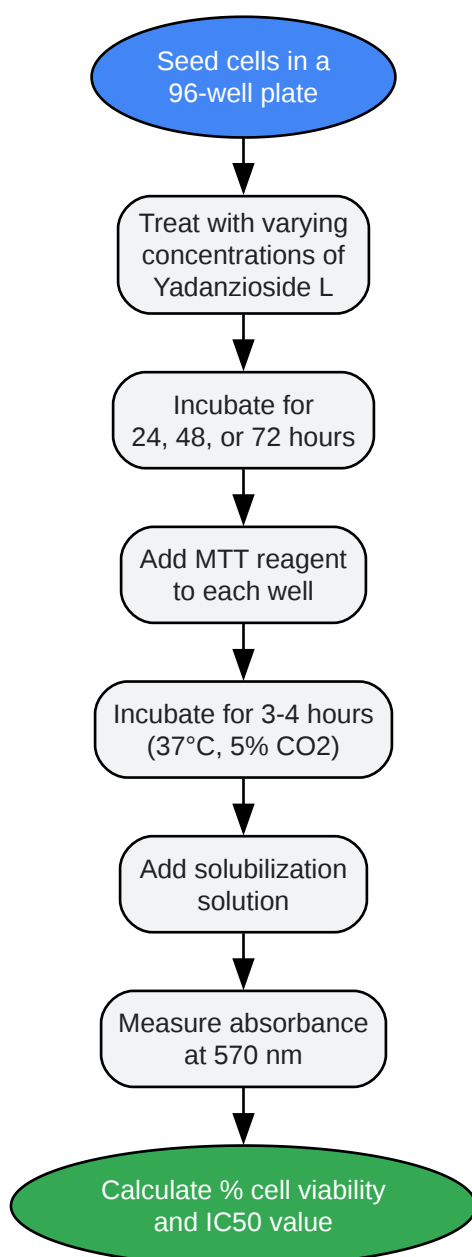 Seed cells in a
96-well plate
Treat with varying
concentrations of
Yadanzioside L
Incubate for
24, 48, or 72 hours
Add MTT reagent
to each well
Incubate for 3-4 hours
(37°C, 5% CO2)
Add solubilization
solution
Measure absorbance
at 570 nm
Calculate % cell viability
and IC50 value